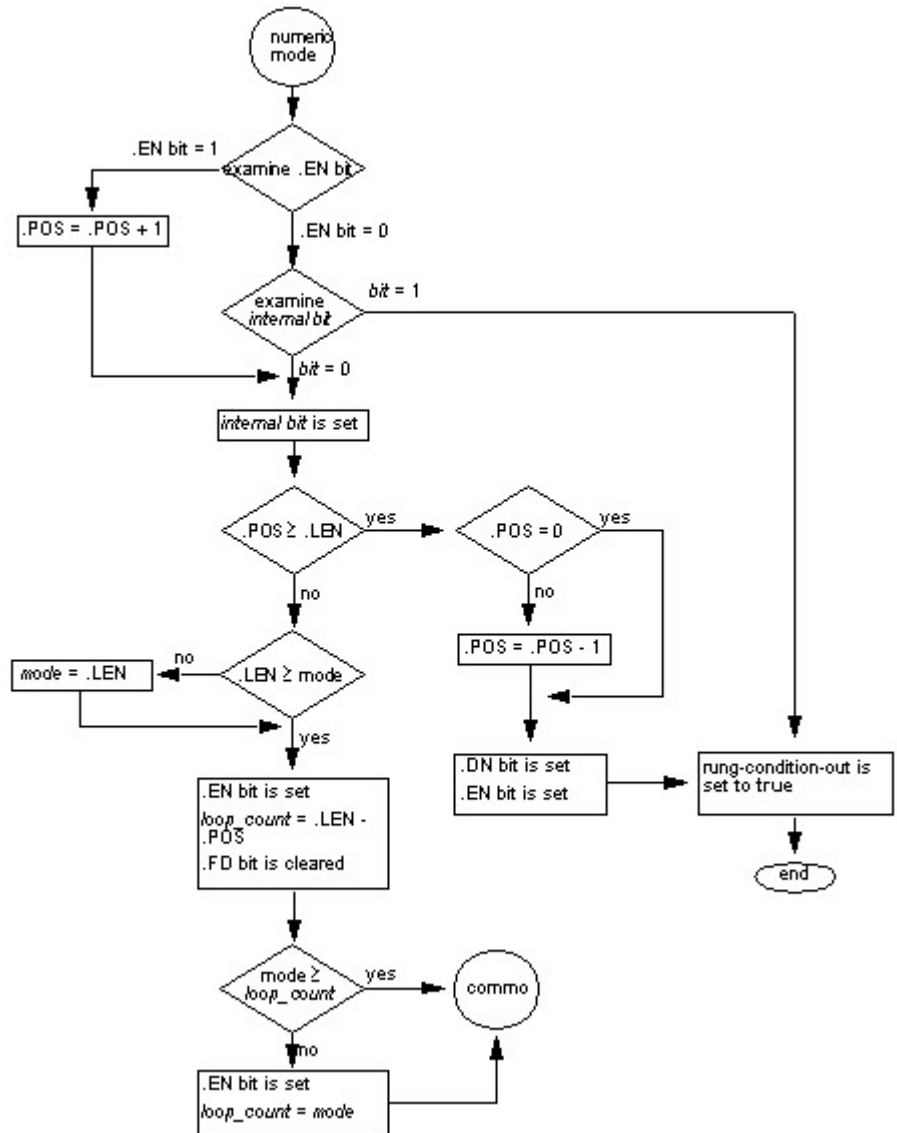 numeric
mode
.EN bit = 1
examine .EN bit
.POS = .POS + 1
.EN bit = 0
examine
internal bit
bit = 1
bit = 0
internal bit is set
.POS ≥ .LEN
yes
.POS = 0
yes
no
no
.POS = .POS - 1
mode = .LEN
no
.LEN ≥ mode
yes
.DN bit is set
.EN bit is set
rung-condition-out is
set to true
.EN bit is set
loop_count = .LEN -
.POS
.FD bit is cleared
end
mode ≥
loop_count
yes
commo
no
.EN bit is set
loop_count = mode